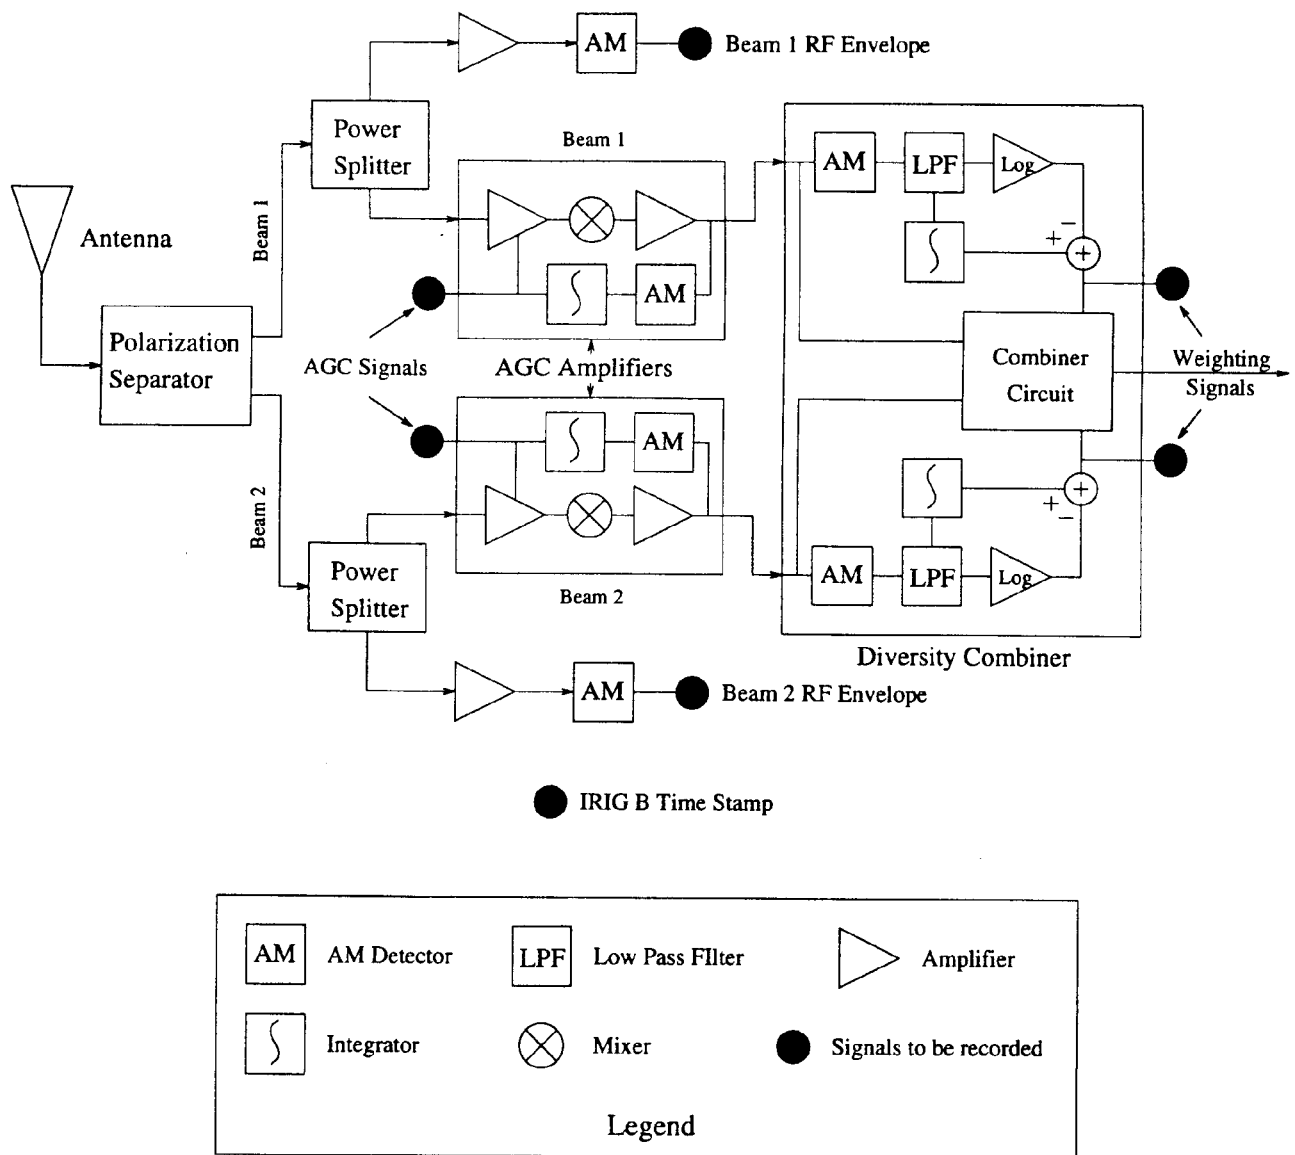 AM
Beam 1 RF Envelope
Power
Splitter
Beam 1
AM
LPF
Log
Antenna
Beam 1
∫
+
−
+
∫
AM
Polarization
Separator
AGC Signals
AGC Amplifiers
Combiner
Circuit
Weighting
Signals
∫
AM
∫
+
−
+
Beam 2
Power
Splitter
Beam 2
AM
LPF
Log
Diversity Combiner
AM
Beam 2 RF Envelope
IRIG B Time Stamp
AM
AM Detector
LPF
Low Pass FIlter
Amplifier
∫
Integrator
Mixer
Signals to be recorded
Legend